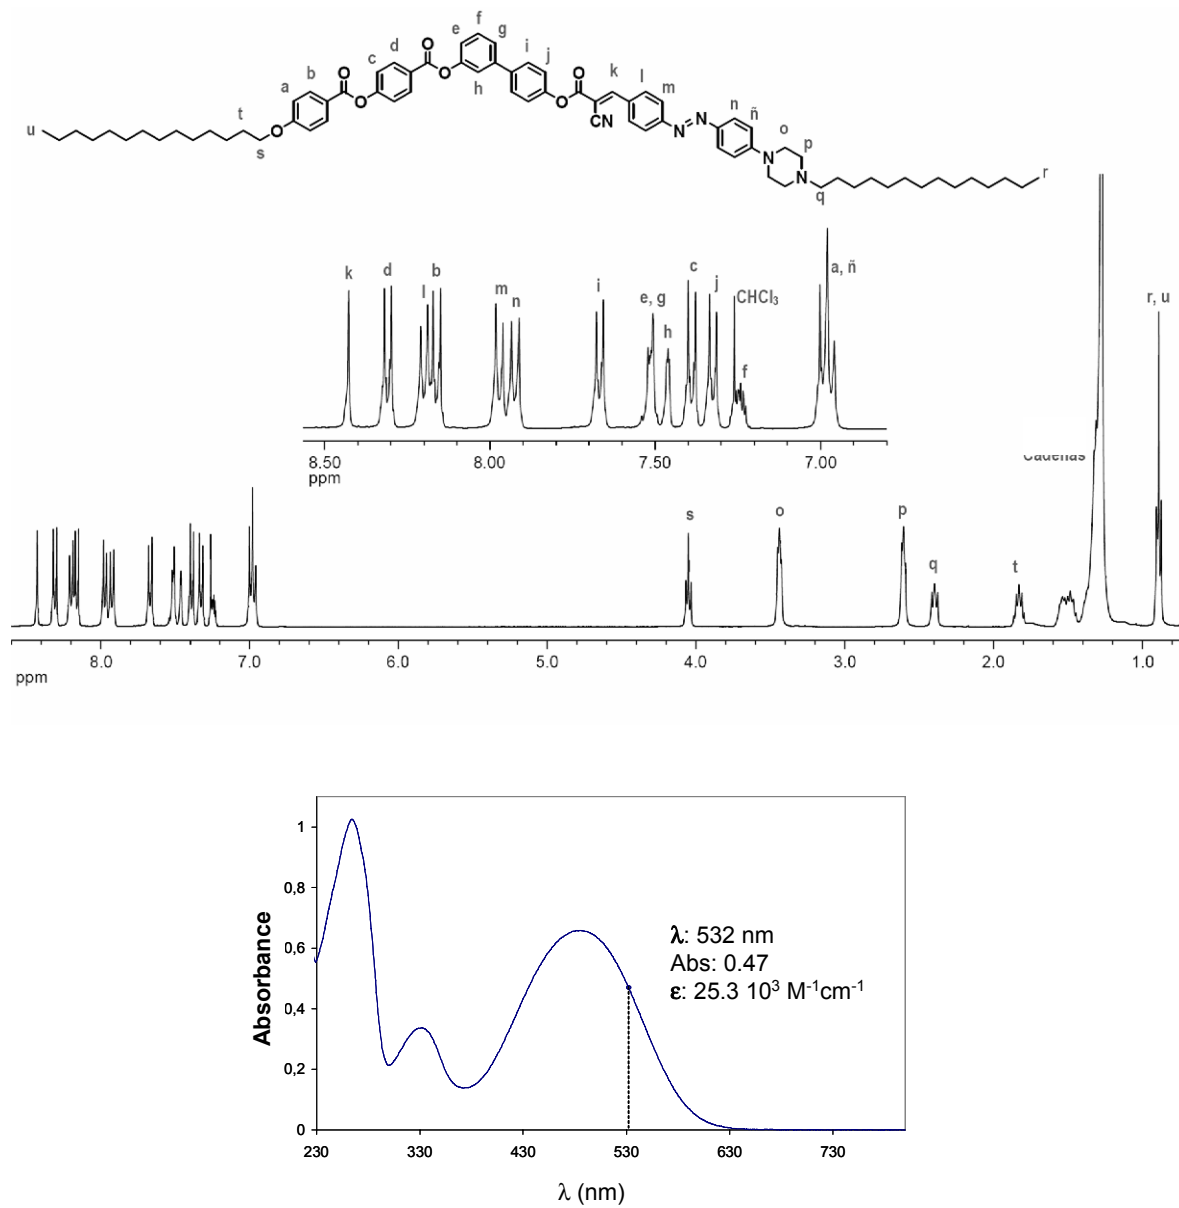 f
e
g
O
d
i
j
O
c
O
k
l
b
O
h
O
m
a
O
CN
N
N
n
ñ
t
o
u
O
N
p
s
N
r
q
k
d
l
b
m
n
i
e, g
h
c
j
CHCl3
f
a, ñ
r, u
8.50
8.00
7.50
7.00
ppm
s
o
p
q
t
8.0
7.0
6.0
5.0
4.0
3.0
2.0
1.0
ppm
Absorbance
1
0,8
0,6
0,4
0,2
0
λ: 532 nm
Abs: 0.47
ε: 25.3 10³ M⁻¹cm⁻¹
230
330
430
530
630
730
λ (nm)